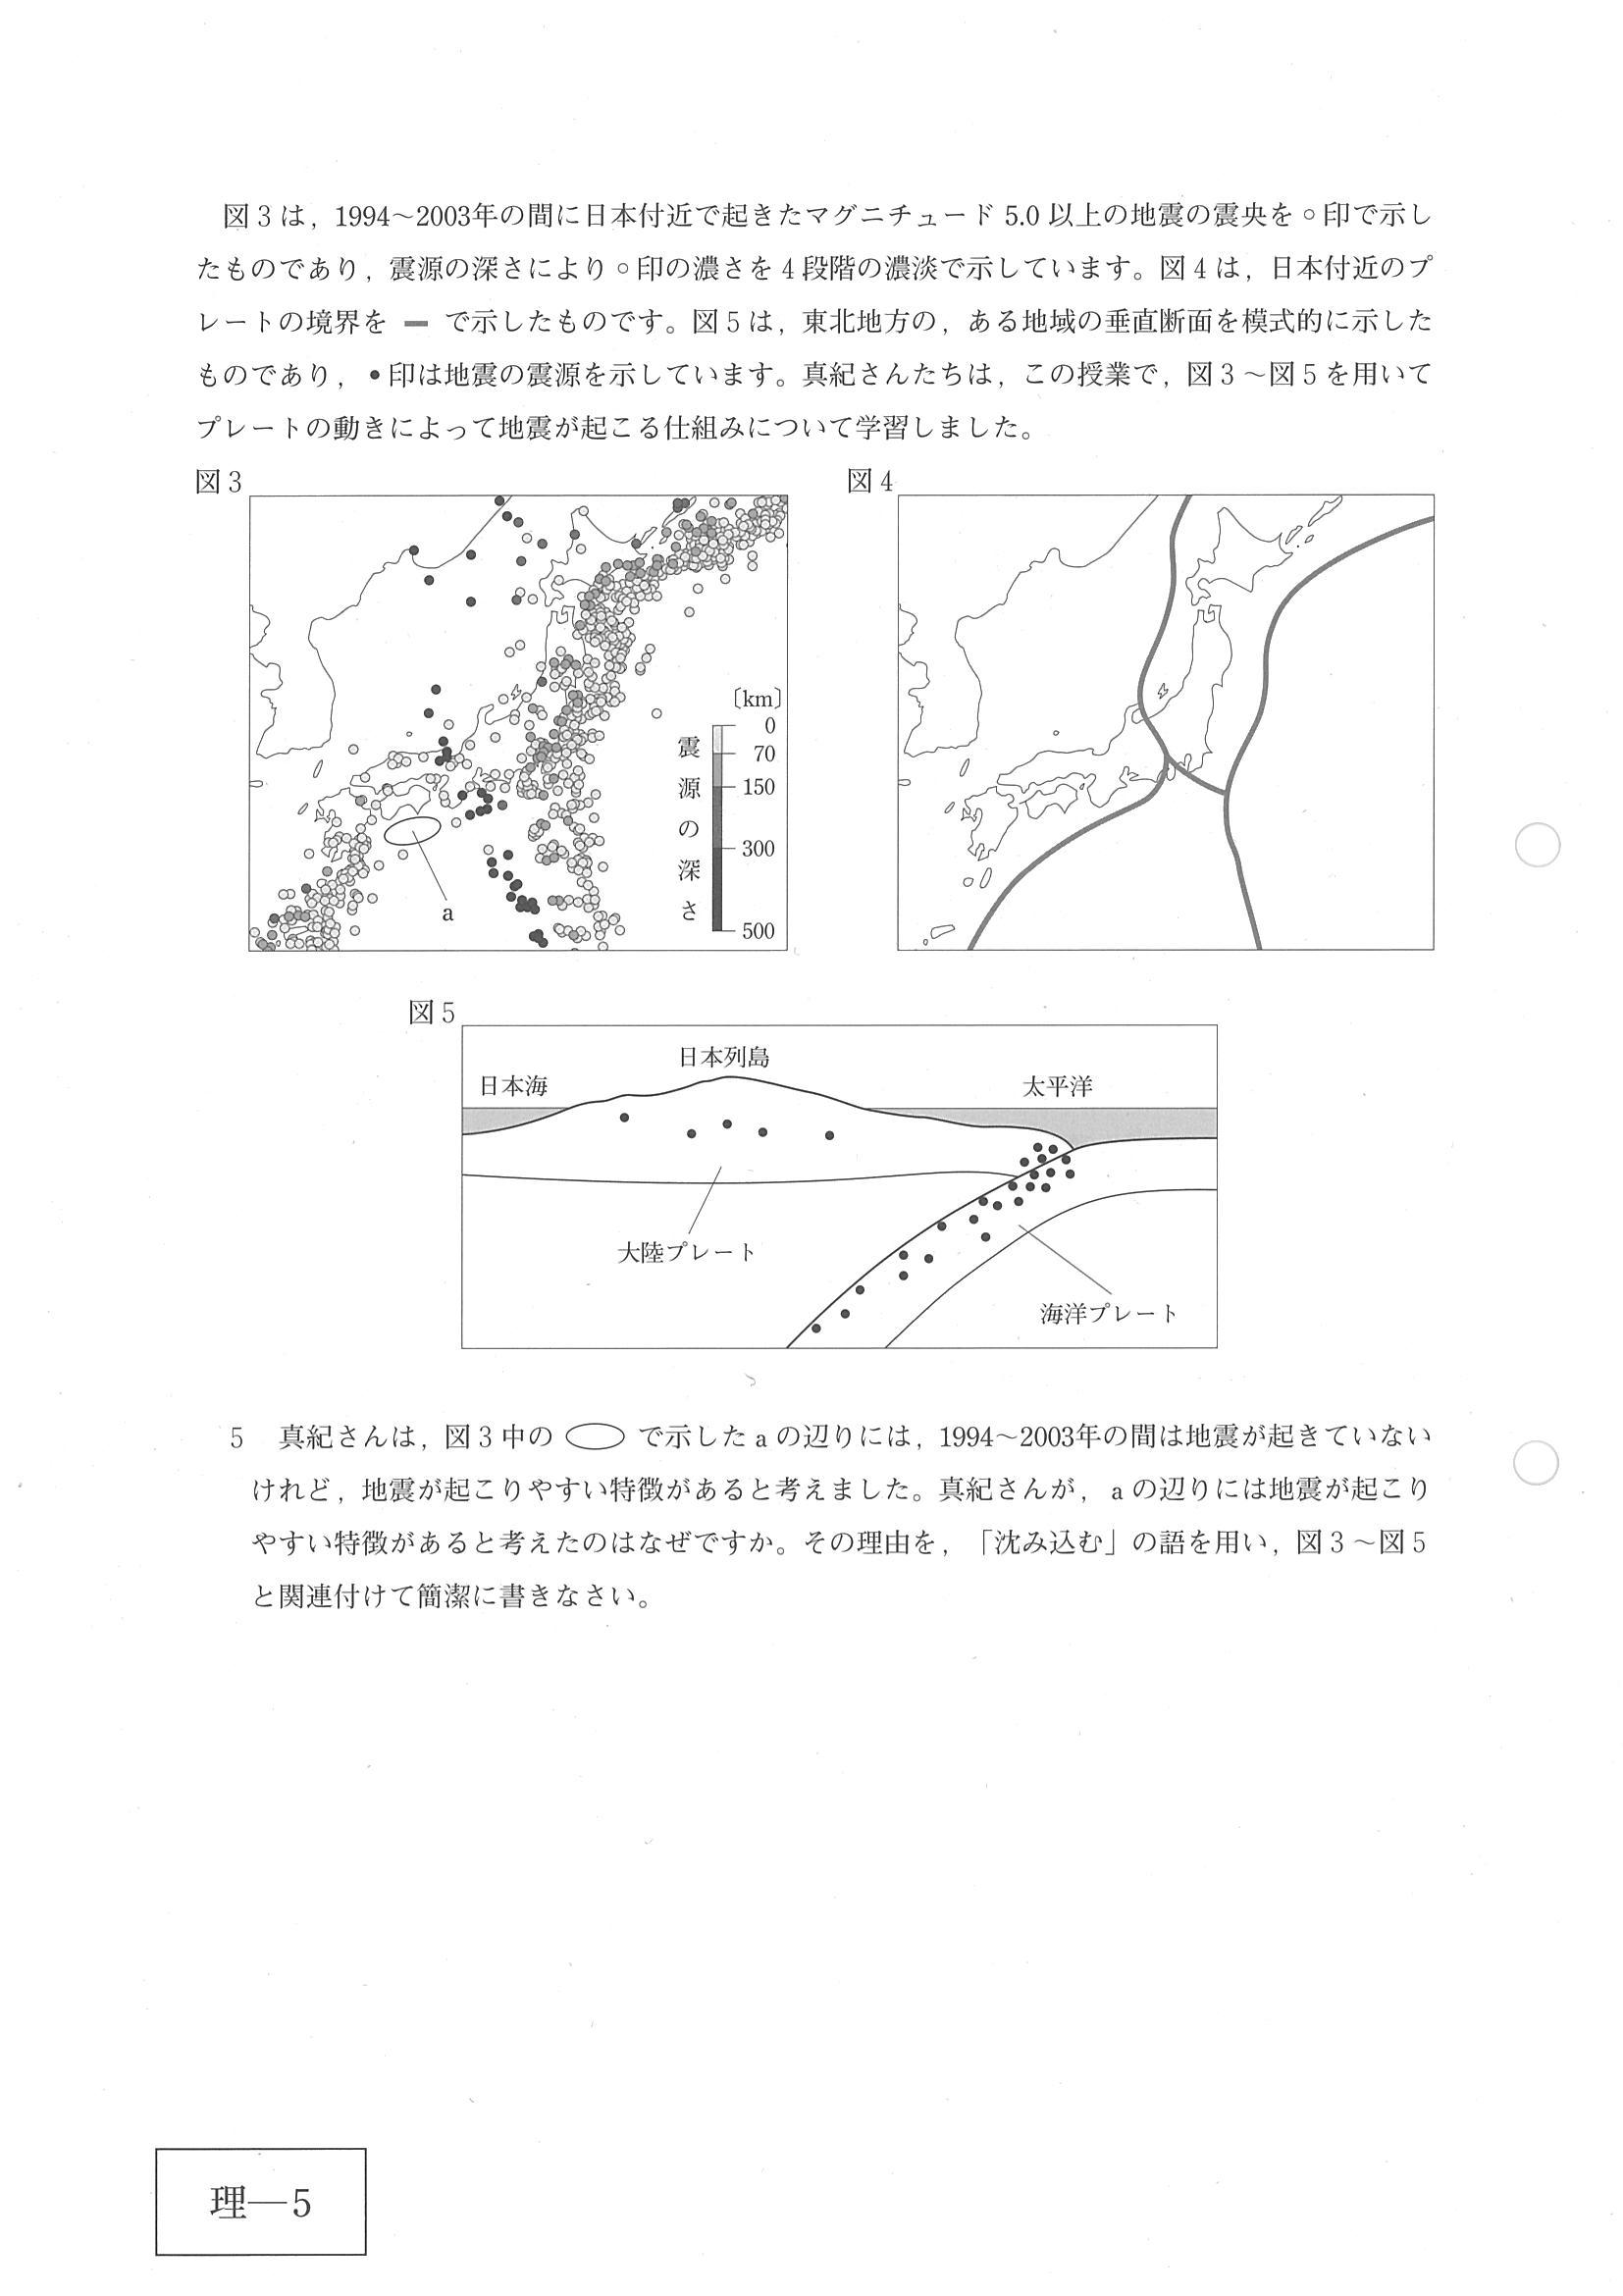 図3は，1994～2003年の間に日本付近で起きたマグニチュード5.0以上の地震の震央を○印で示し
たものであり，震源の深さにより○印の濃さを4段階の濃淡で示しています。図4は，日本付近のプ
レートの境界を ━ で示したものです。図5は，東北地方の，ある地域の垂直断面を模式的に示した
ものであり，●印は地震の震源を示しています。真紀さんたちは，この授業で，図3～図5を用いて
プレートの動きによって地震が起こる仕組みについて学習しました。
図3
〔km〕
0
70
150
300
500
震源の深さ
a
図4
図5
日本列島
日本海
太平洋
大陸プレート
海洋プレート
5　真紀さんは，図3中の ⬭ で示したaの辺りには，1994～2003年の間は地震が起きていない
けれど，地震が起こりやすい特徴があると考えました。真紀さんが，aの辺りには地震が起こり
やすい特徴があると考えたのはなぜですか。その理由を，「沈み込む」の語を用い，図3～図5
と関連付けて簡潔に書きなさい。
理―5